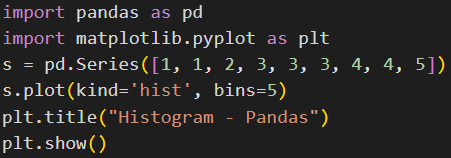 import pandas as pd
import matplotlib.pyplot as plt
s = pd.Series([1, 1, 2, 3, 3, 3, 4, 4, 5])
s.plot(kind='hist', bins=5)
plt.title("Histogram - Pandas")
plt.show()